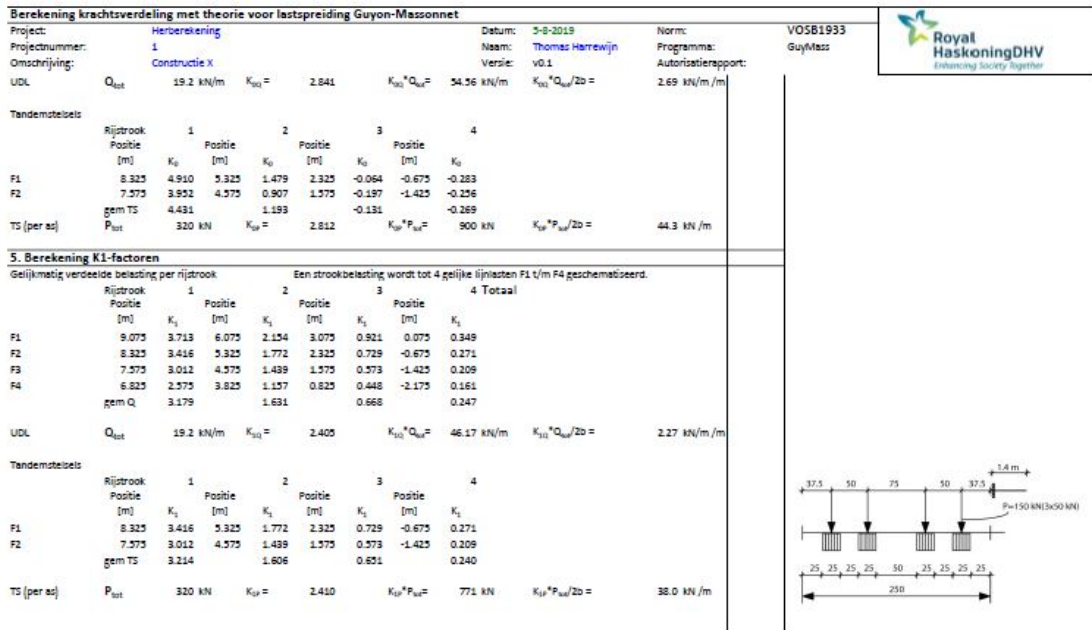 Berekening krachtsverdeling met theorie voor lastspreiding Guyon-Massonnet
Project: Herberekening Datum: 5-8-2019 Norm: VOSB1933
Projectnummer: 1 Naam: Thomas Harrewijn Programma: GuyMass
Omschrijving: Constructie X Versie: v0.1 Autorisatierapport:
Royal
HaskoningDHV
Enhancing Society Together
UDL Qtot 19.2 kN/m K0Q = 2.841 K0Q*Qtot= 54.56 kN/m K0Q*Qtot/2b = 2.69 kN/m/m
Tandemstelsels
Rijstrook 1 2 3 4
Positie Positie Positie Positie
[m] K0 [m] K0 [m] K0 [m] K0
F1 8.325 4.910 5.325 1.479 2.325 -0.064 -0.675 -0.283
F2 7.575 3.952 4.575 0.907 1.575 -0.197 -1.425 -0.256
gem TS 4.431 1.193 -0.131 -0.269
TS (per as) Ptot 320 kN K0P = 2.812 K0P*Ptot= 900 kN K0P*Ptot/2b = 44.3 kN /m
5. Berekening K1-factoren
Gelijkmatig verdeelde belasting per rijstrook Een strookbelasting wordt tot 4 gelijke lijnlasten F1 t/m F4 geschematiseerd.
Rijstrook 1 2 3 4 Totaal
Positie Positie Positie Positie
[m] K1 [m] K1 [m] K1 [m] K1
F1 9.075 3.713 6.075 2.154 3.075 0.921 0.075 0.349
F2 8.325 3.416 5.325 1.772 2.325 0.729 -0.675 0.271
F3 7.575 3.012 4.575 1.439 1.575 0.573 -1.425 0.209
F4 6.825 2.575 3.825 1.157 0.825 0.448 -2.175 0.161
gem Q 3.179 1.631 0.668 0.247
UDL Qtot 19.2 kN/m K1Q = 2.405 K1Q*Qtot= 46.17 kN/m K1Q*Qtot/2b = 2.27 kN/m/m
Tandemstelsels
Rijstrook 1 2 3 4
Positie Positie Positie Positie
[m] K1 [m] K1 [m] K1 [m] K1
F1 8.325 3.416 5.325 1.772 2.325 0.729 -0.675 0.271
F2 7.575 3.012 4.575 1.439 1.575 0.573 -1.425 0.209
gem TS 3.214 1.606 0.651 0.240
TS (per as) Ptot 320 kN K1P = 2.410 K1P*Ptot= 771 kN K1P*Ptot/2b = 38.0 kN /m
1.4 m
37.5 50 75 50 37.5
P=150 kN(3x50 kN)
25 25 25 25 50 25 25 25 25
250